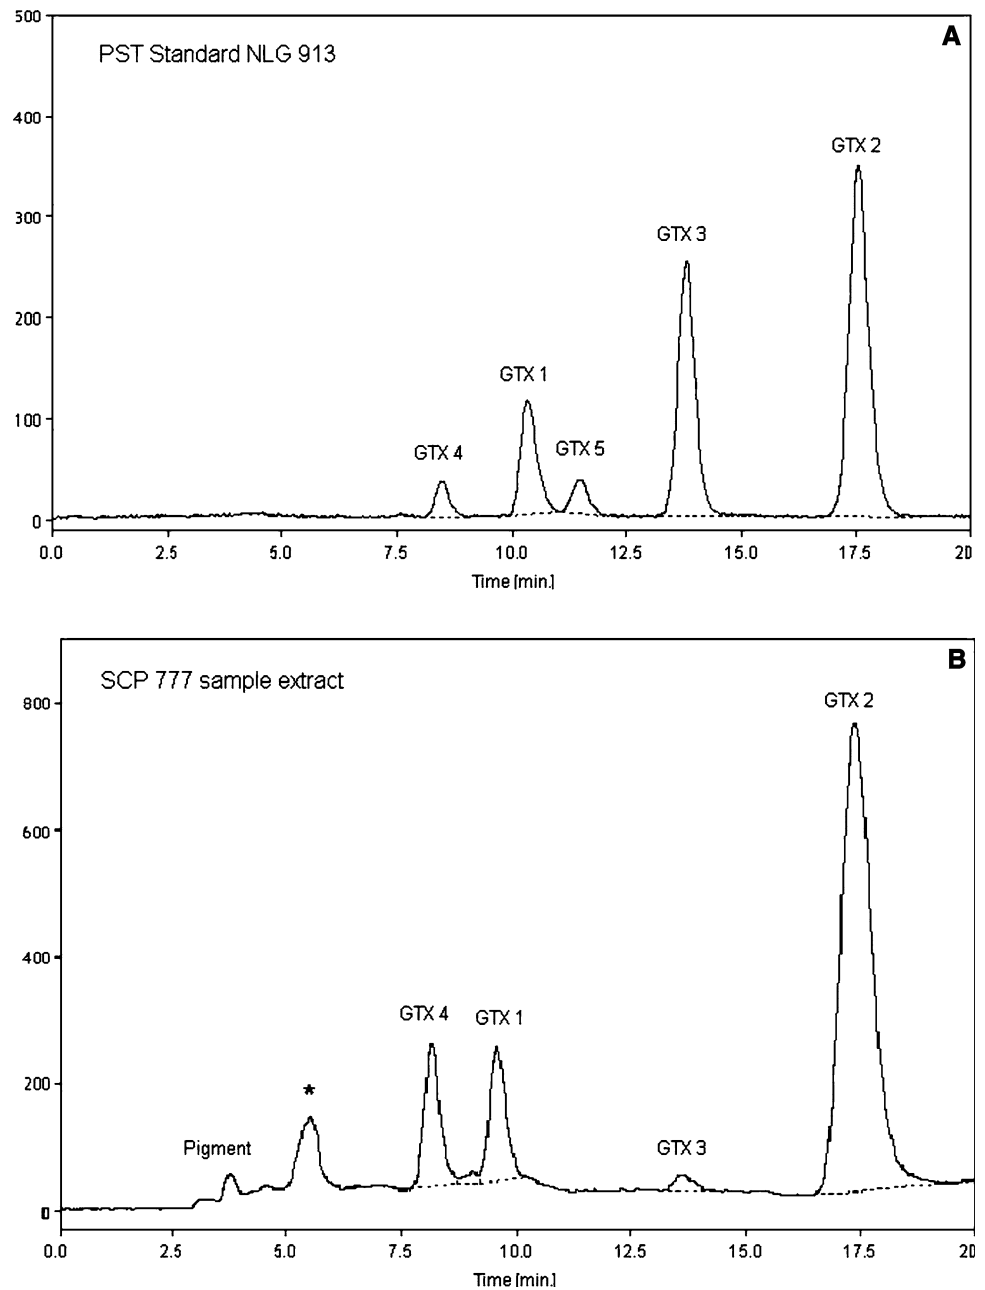 500
A
PST Standard NLG 913
400
GTX 2
300
GTX 3
200
GTX 1
100
GTX 4
GTX 5
0
0.0 2.5 5.0 7.5 10.0 12.5 15.0 17.5 20
Time [min.]
B
SCP 777 sample extract
800
GTX 2
600
400
GTX 4
GTX 1
200
*
Pigment
GTX 3
0
0.0 2.5 5.0 7.5 10.0 12.5 15.0 17.5 20
Time [min.]